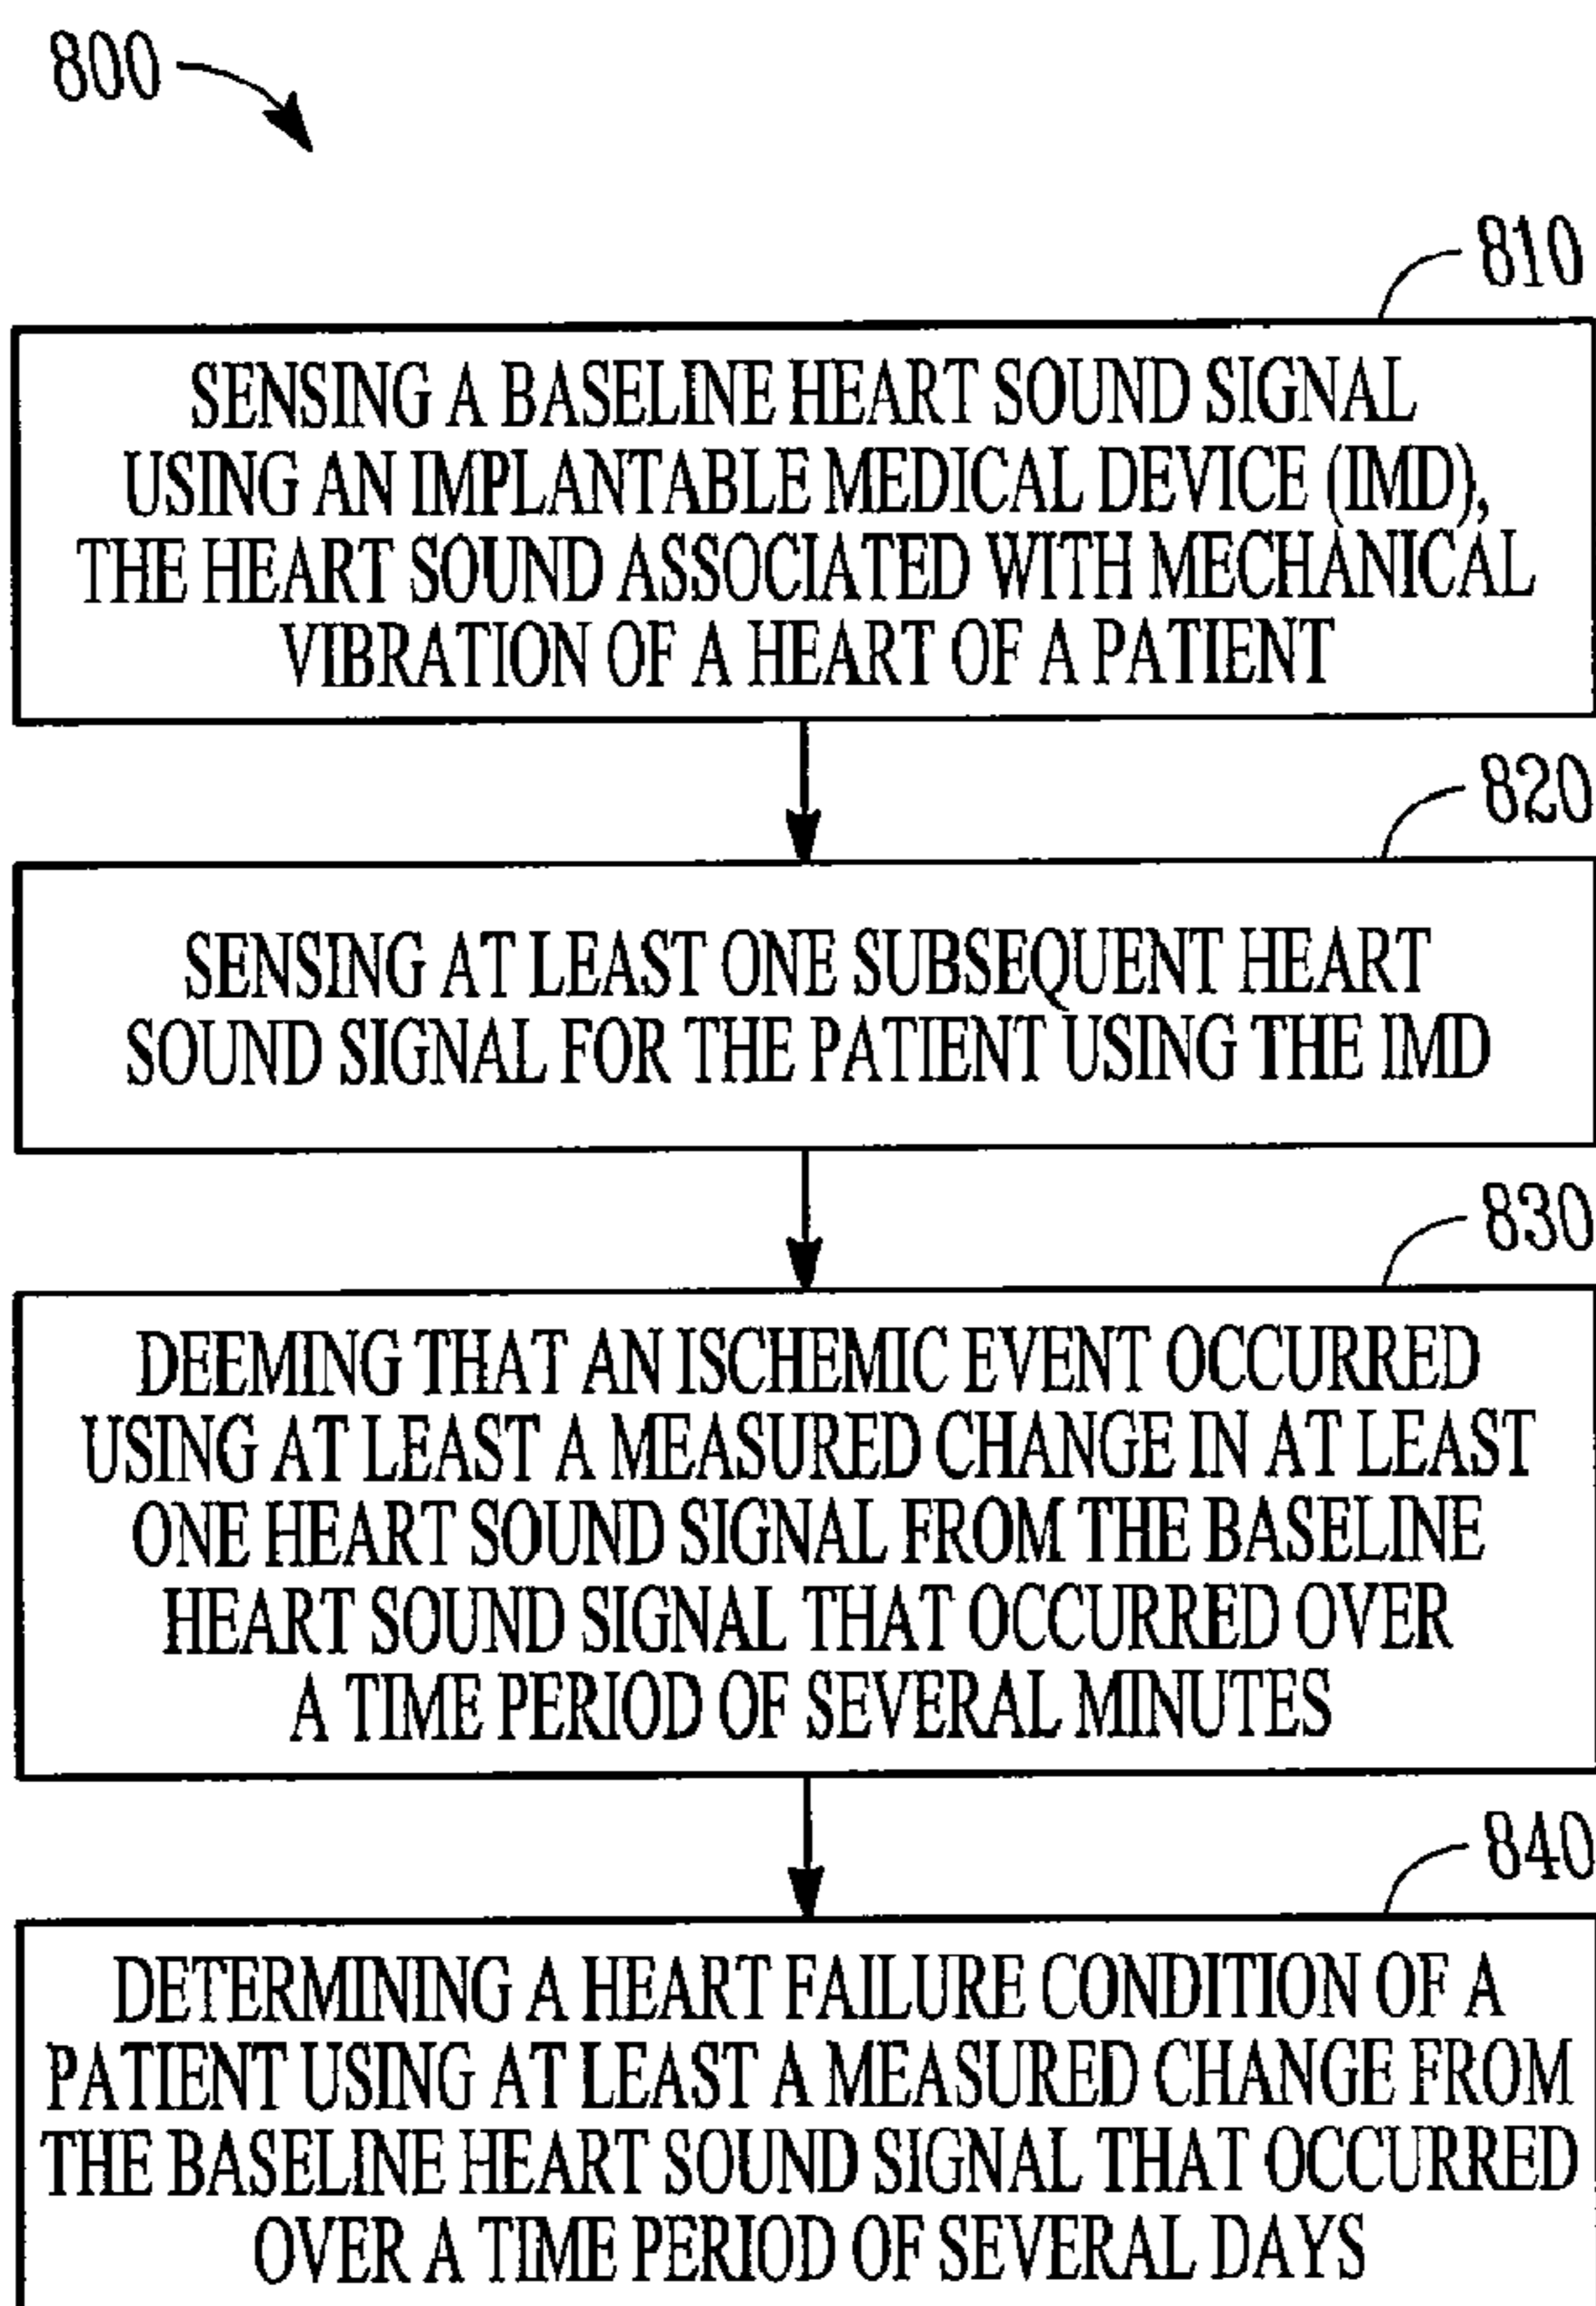 800
810
SENSING A BASELINE HEART SOUND SIGNAL
USING AN IMPLANTABLE MEDICAL DEVICE (IMD),
THE HEART SOUND ASSOCIATED WITH MECHANICAL
VIBRATION OF A HEART OF A PATIENT
820
SENSING AT LEAST ONE SUBSEQUENT HEART
SOUND SIGNAL FOR THE PATIENT USING THE IMD
830
DEEMING THAT AN ISCHEMIC EVENT OCCURRED
USING AT LEAST A MEASURED CHANGE IN AT LEAST
ONE HEART SOUND SIGNAL FROM THE BASELINE
HEART SOUND SIGNAL THAT OCCURRED OVER
A TIME PERIOD OF SEVERAL MINUTES
840
DETERMINING A HEART FAILURE CONDITION OF A
PATIENT USING AT LEAST A MEASURED CHANGE FROM
THE BASELINE HEART SOUND SIGNAL THAT OCCURRED
OVER A TIME PERIOD OF SEVERAL DAYS